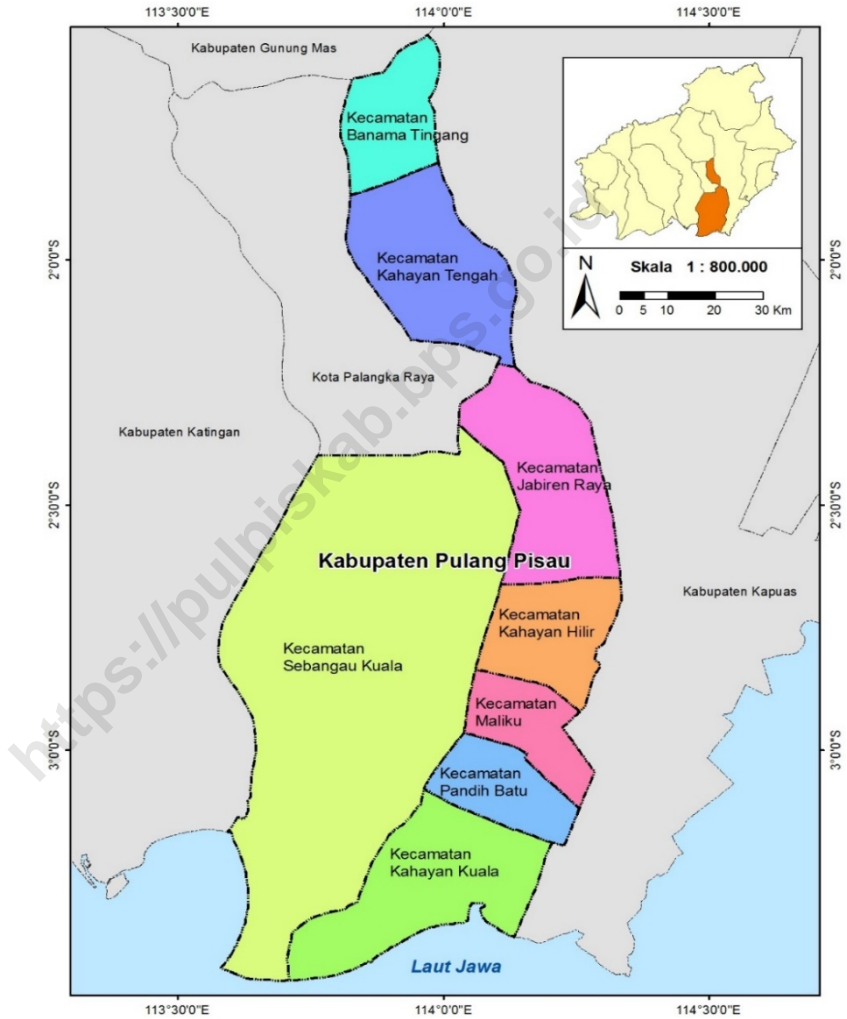 113°30'0"E
114°0'0"E
114°30'0"E
Kabupaten Gunung Mas
Kecamatan
Banama Tingang
2°0'0"S
2°0'0"S
Kecamatan
Kahayan Tengah
N
Skala 1 : 800.000
0 5 10 20 30 Km
Kota Palangka Raya
Kabupaten Katingan
Kecamatan
Jabiren Raya
2°30'0"S
2°30'0"S
Kabupaten Pulang Pisau
Kabupaten Kapuas
Kecamatan
Kahayan Hilir
Kecamatan
Sebangau Kuala
Kecamatan
Maliku
3°0'0"S
3°0'0"S
Kecamatan
Pandih Batu
Kecamatan
Kahayan Kuala
Laut Jawa
113°30'0"E
114°0'0"E
114°30'0"E
https://pulpiskab.bps.go.id